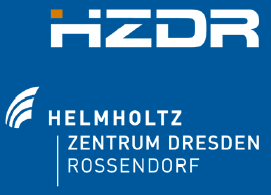 HZDR
HELMHOLTZ
ZENTRUM DRESDEN
ROSSENDORF